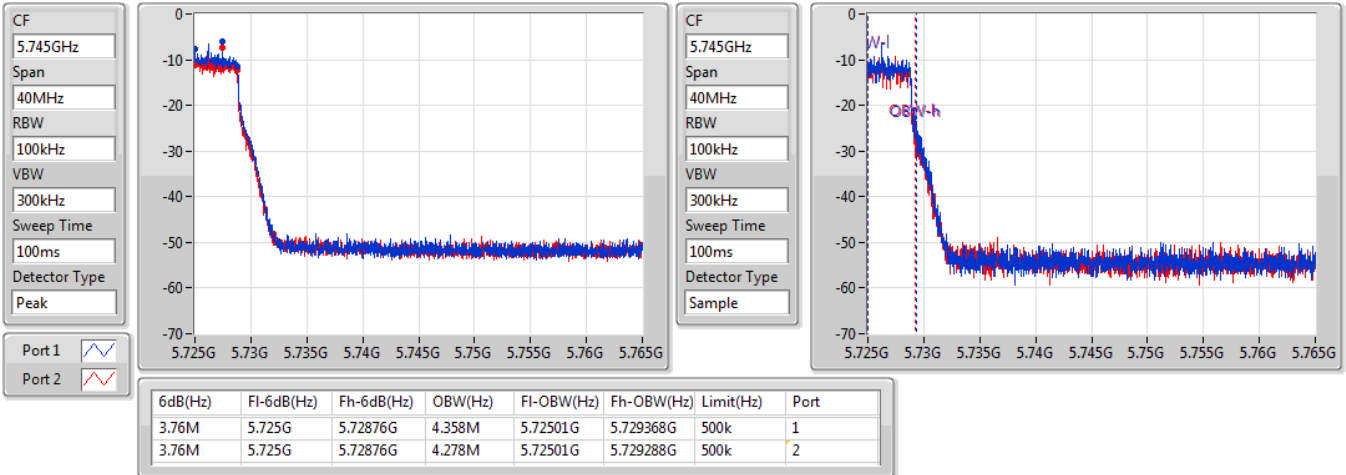 CF
5.745GHz
Span
40MHz
RBW
100kHz
VBW
300kHz
Sweep Time
100ms
Detector Type
Peak
Port 1
Port 2
0
-10
-20
-30
-40
-50
-60
-70
5.725G 5.73G 5.735G 5.74G 5.745G 5.75G 5.755G 5.76G 5.765G
CF
5.745GHz
Span
40MHz
RBW
100kHz
VBW
300kHz
Sweep Time
100ms
Detector Type
Sample
0
-10
-20
-30
-40
-50
-60
-70
W-l
OBW-h
5.725G 5.73G 5.735G 5.74G 5.745G 5.75G 5.755G 5.76G 5.765G
6dB(Hz) Fl-6dB(Hz) Fh-6dB(Hz) OBW(Hz) Fl-OBW(Hz) Fh-OBW(Hz) Limit(Hz) Port
3.76M 5.725G 5.72876G 4.358M 5.72501G 5.729368G 500k 1
3.76M 5.725G 5.72876G 4.278M 5.72501G 5.729288G 500k 2